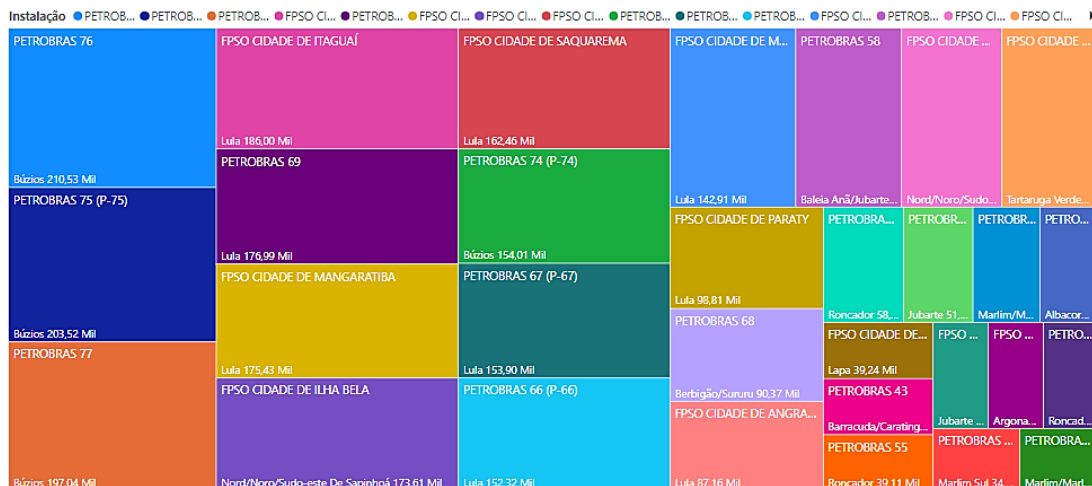 Instalação PETROB... PETROB... PETROB... FPSO CI... PETROB... FPSO CI... FPSO CI... FPSO CI... PETROB... PETROB... PETROB... FPSO CI... PETROB... FPSO CI... FPSO CI...
PETROBRAS 76
Búzios 210,53 Mil
PETROBRAS 75 (P-75)
Búzios 203,52 Mil
PETROBRAS 77
Búzios 197,04 Mil
FPSO CIDADE DE ITAGUAÍ
Lula 186,00 Mil
PETROBRAS 69
Lula 176,99 Mil
FPSO CIDADE DE MANGARATIBA
Lula 175,43 Mil
FPSO CIDADE DE ILHA BELA
Nord/Noro/Sudo-este De Sapinhoá 173,61 Mil
FPSO CIDADE DE SAQUAREMA
Lula 162,46 Mil
PETROBRAS 74 (P-74)
Búzios 154,01 Mil
PETROBRAS 67 (P-67)
Lula 153,90 Mil
PETROBRAS 66 (P-66)
Lula 152,32 Mil
FPSO CIDADE DE M...
Lula 142,91 Mil
PETROBRAS 58
Baleia Anã/Jubarte...
FPSO CIDADE ...
Nord/Noro/Sudo...
FPSO CIDADE ...
Tartaruga Verde...
FPSO CIDADE DE PARATY
Lula 98,81 Mil
PETROBRAS 68
Berbigão/Sururu 90,37 Mil
FPSO CIDADE DE ANGRA...
Lula 87,16 Mil
PETROBRA...
Roncador 58,...
PETROBR...
Jubarte 51,...
PETROBR...
Marlim/M...
PETRO...
Albacor...
FPSO CIDADE DE...
Lapa 39,24 Mil
PETROBRAS 43
Barracuda/Carating...
PETROBRAS 55
Roncador 39,11 Mil
FPSO ...
Jubarte ...
FPSO ...
Argona...
PETRO...
Roncad...
PETROBRAS ...
Marlim Sul 34,...
PETROBRA...
Marlim/Marl...